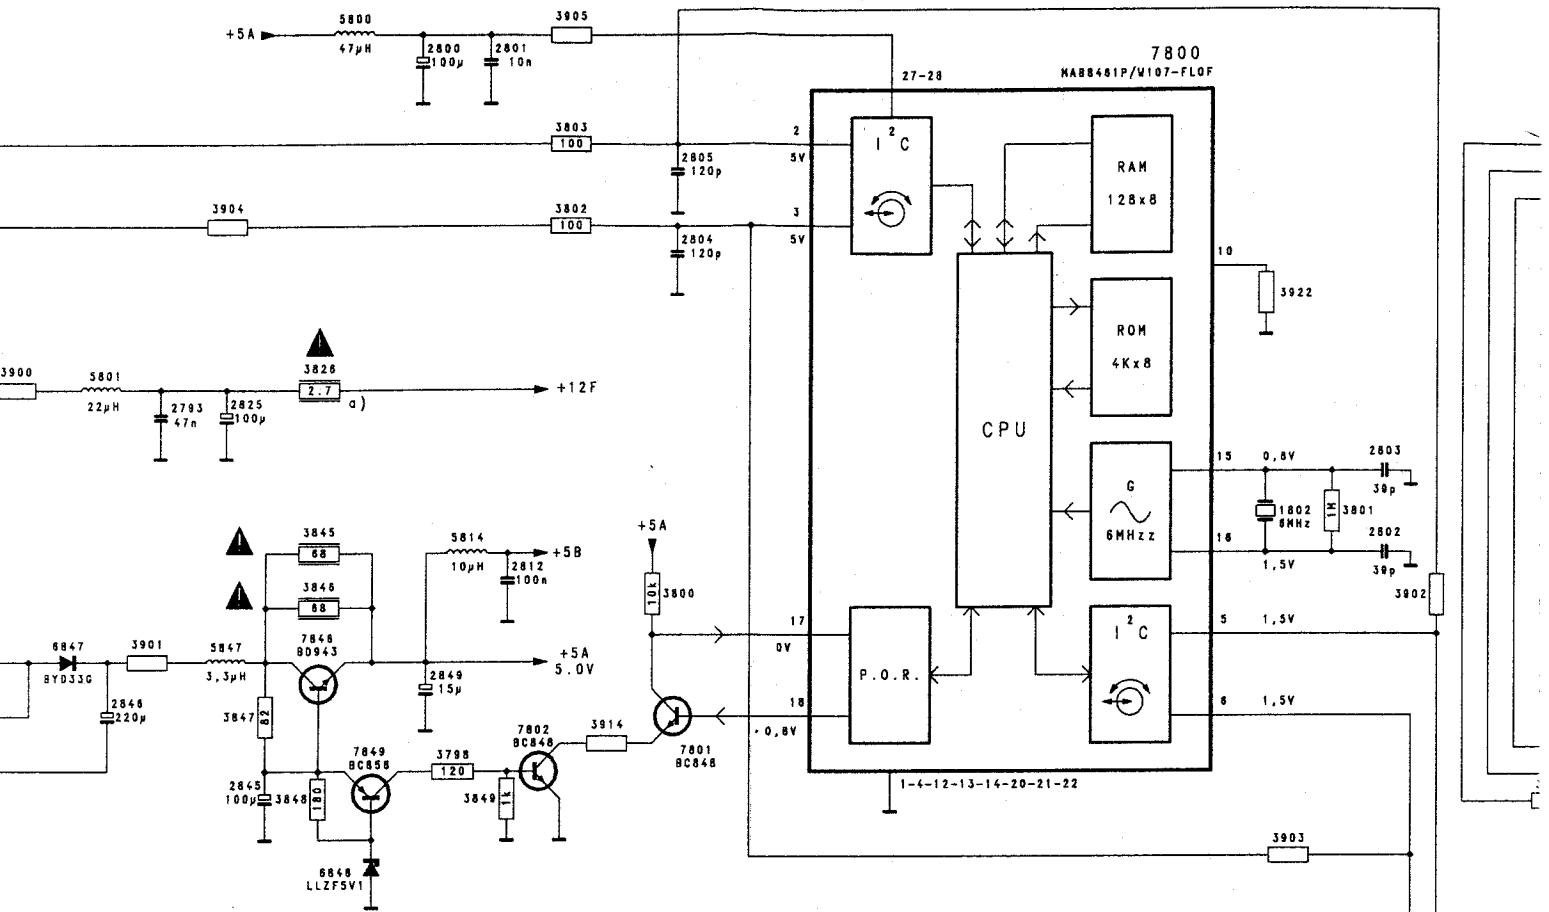 5800
+5A
47µH
2800
100µ
2801
10n
3905
7800
MAB8461P/W107-FLOF
27-28
3803
100
2
5V
2805
120p
I²C
RAM
128x8
3904
3802
100
3
5V
2804
120p
10
3922
ROM
4Kx8
3900
5801
22µH
2793
47n
2825
100µ
3826
2.7
a)
+12F
CPU
15
0,8V
2803
39p
G
6MHzz
1802
6MHz
1M
3801
16
1,5V
2802
39p
3902
3845
68
3846
68
5814
10µH
+5B
2812
100n
+5A
10k
3800
7848
BD943
6847
BYD33G
3901
5847
3,3µH
2846
220µ
+5A
5.0V
2849
15µ
17
0V
P.O.R.
18
0,8V
I²C
5
1,5V
6
1,5V
3847
82
7849
BC858
3798
120
7802
BC848
3914
7801
BC848
2845
100µ
3848
180
3849
1k
1-4-12-13-14-20-21-22
6848
LLZF5V1
3903